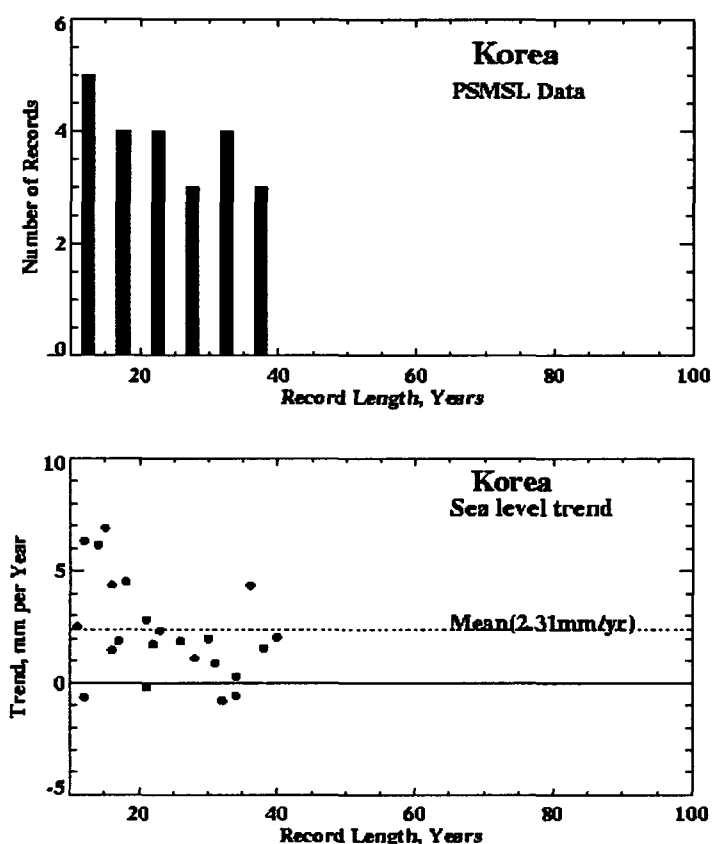 6
4
2
0
Number of Records
Korea
PSMSL Data
20
40
60
80
100
Record Length, Years
10
5
0
-5
Trend, mm per Year
Korea
Sea level trend
Mean(2.31mm/yr)
20
40
60
80
100
Record Length, Years